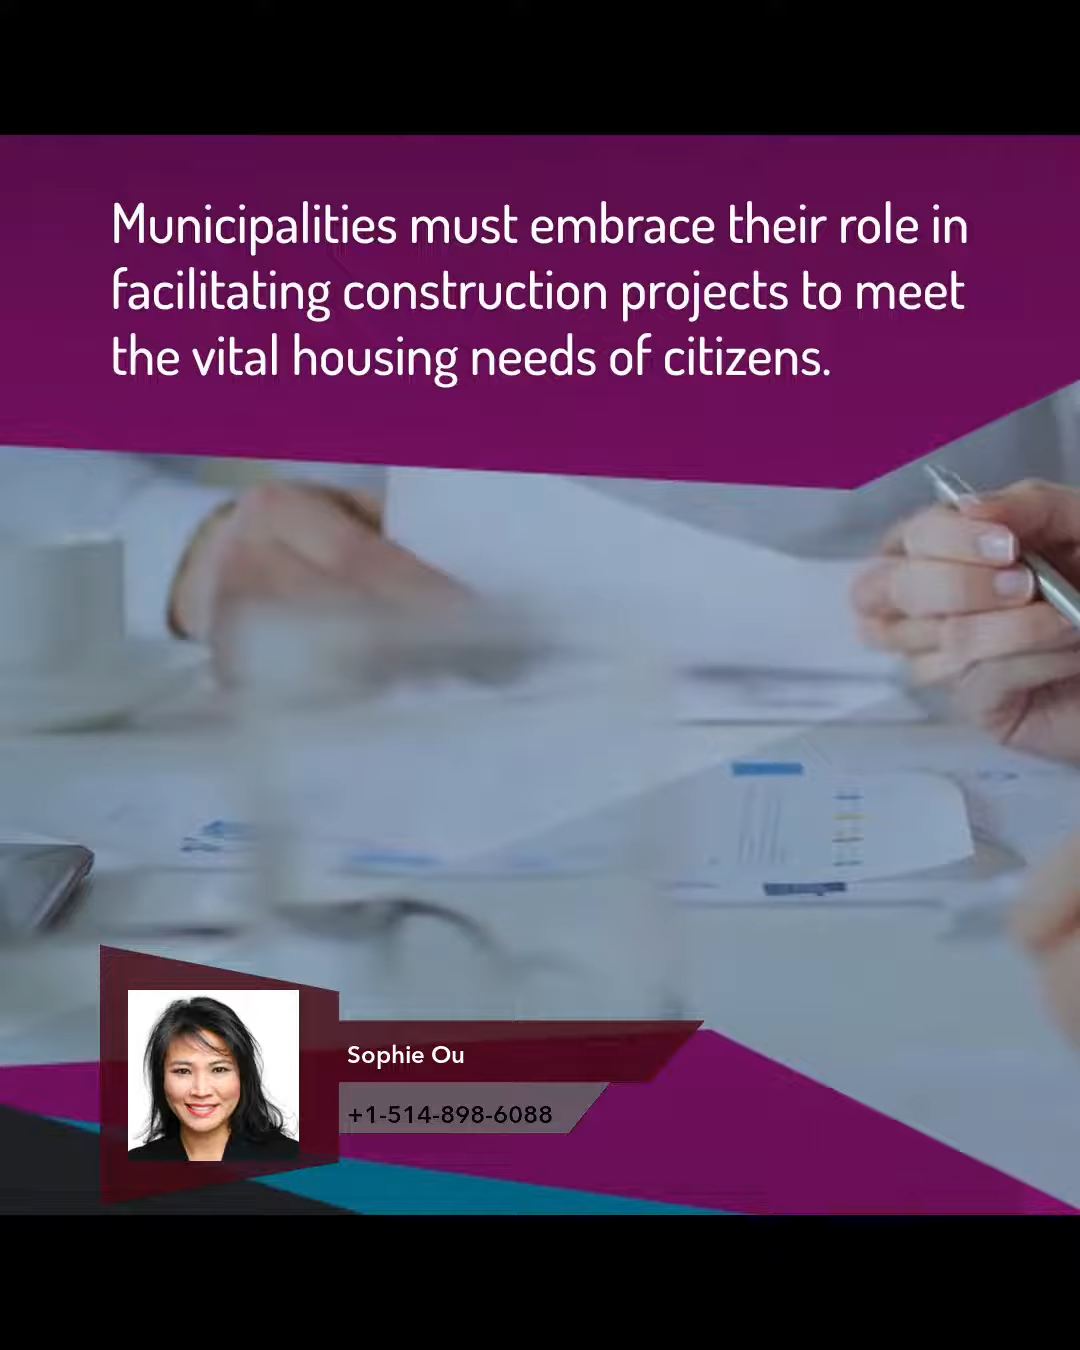 Municipalities must embrace their role in
facilitating construction projects to meet
the vital housing needs of citizens.
Sophie Ou
+1-514-898-6088